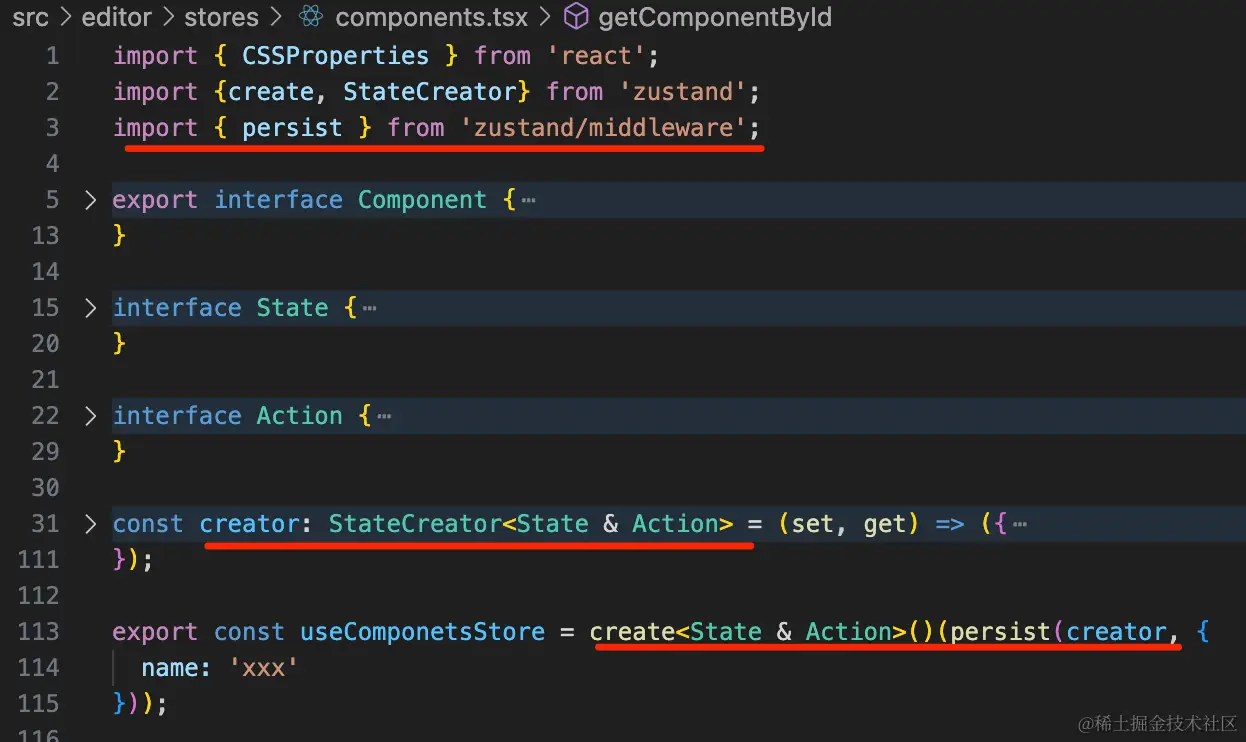 src > editor > stores > components.tsx > getComponentById
1 import { CSSProperties } from 'react';
2 import {create, StateCreator} from 'zustand';
3 import { persist } from 'zustand/middleware';
4
5 > export interface Component {⋯
13 }
14
15 > interface State {⋯
20 }
21
22 > interface Action {⋯
29 }
30
31 > const creator: StateCreator<State & Action> = (set, get) => ({⋯
111 });
112
113 export const useComponetsStore = create<State & Action>()(persist(creator, {
114 name: 'xxx'
115 }));
116
@稀土掘金技术社区